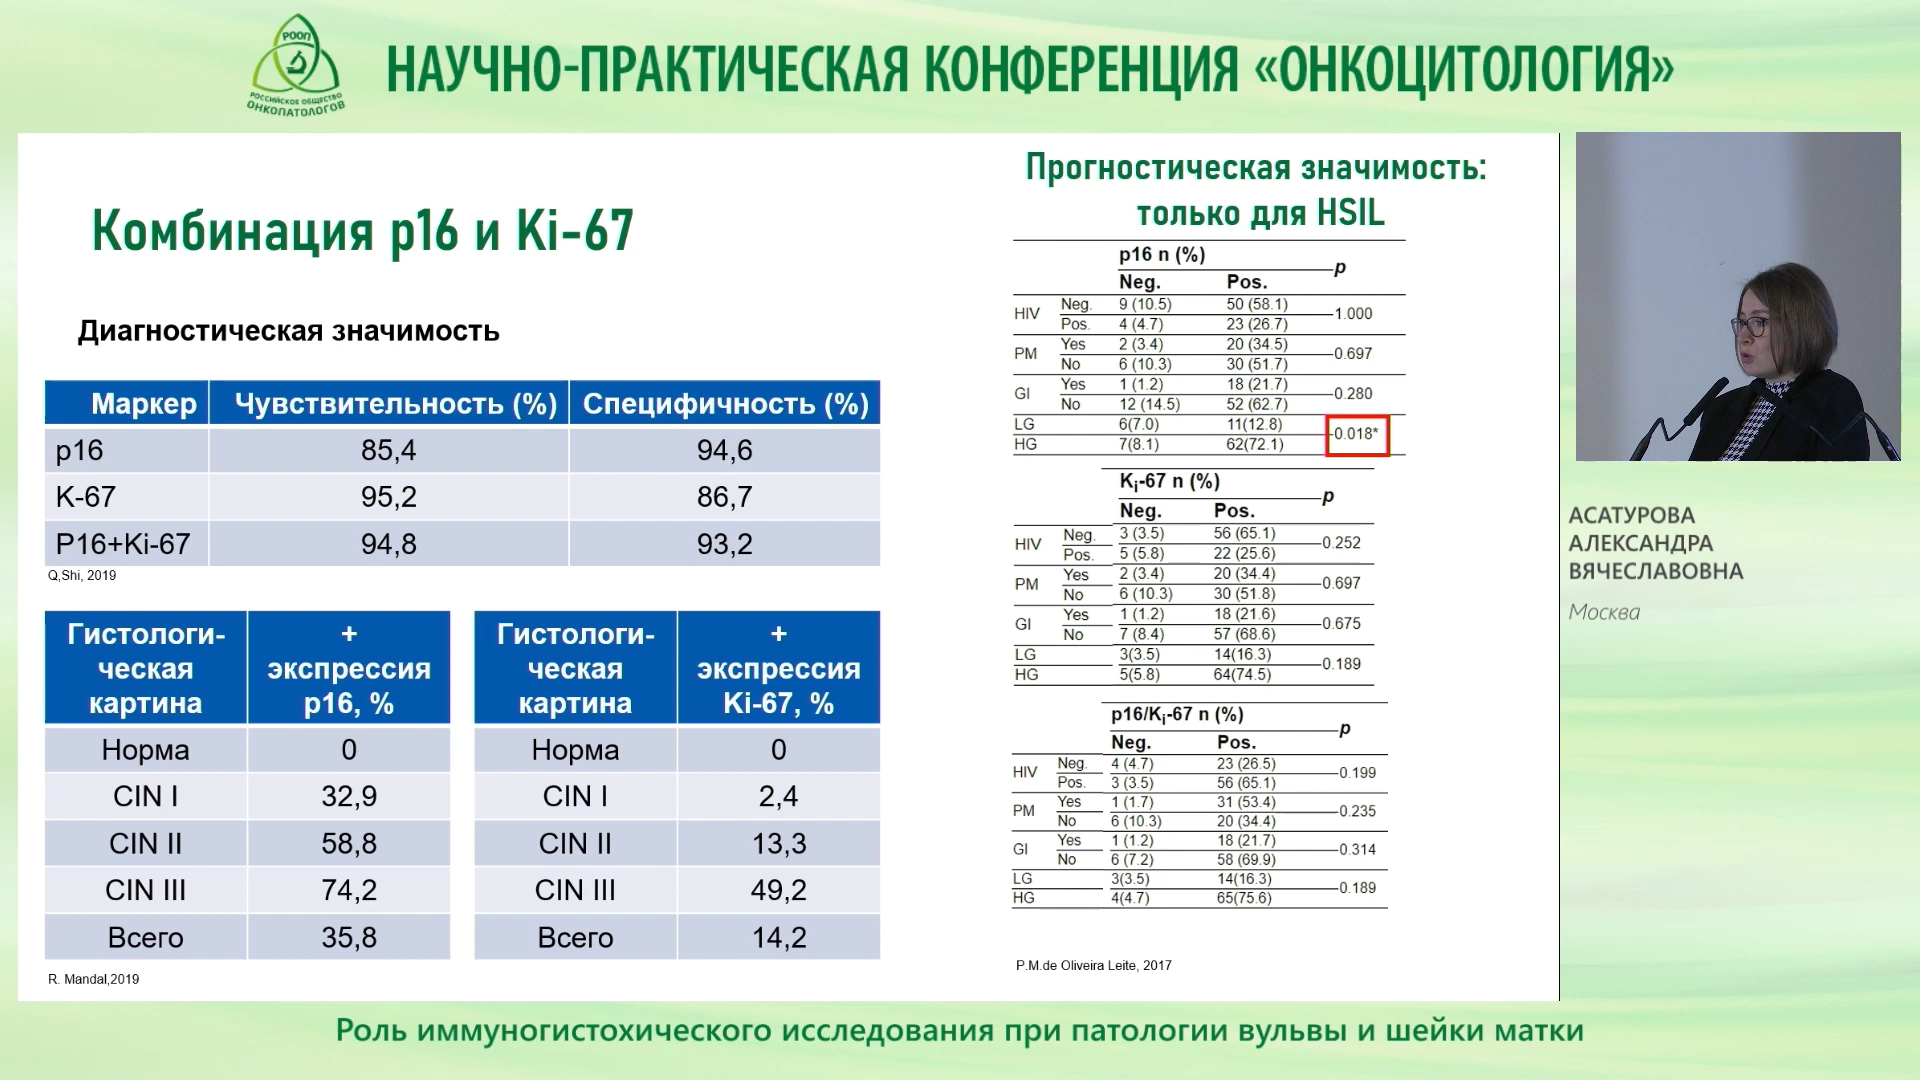 РООП
РОССИЙСКОЕ ОБЩЕСТВО
ОНКОПАТОЛОГОВ
НАУЧНО-ПРАКТИЧЕСКАЯ КОНФЕРЕНЦИЯ «ОНКОЦИТОЛОГИЯ»
Комбинация p16 и Ki-67
Диагностическая значимость
Маркер Чувствительность (%) Специфичность (%)
p16 85,4 94,6
K-67 95,2 86,7
P16+Ki-67 94,8 93,2
Q,Shi, 2019
Гистологи-
ческая
картина
+
экспрессия
p16, %
Норма 0
CIN I 32,9
CIN II 58,8
CIN III 74,2
Всего 35,8
Гистологи-
ческая
картина
+
экспрессия
Ki-67, %
Норма 0
CIN I 2,4
CIN II 13,3
CIN III 49,2
Всего 14,2
R. Mandal,2019
Прогностическая значимость:
только для HSIL
p16 n (%) p
Neg. Pos.
HIV Neg. 9 (10.5) 50 (58.1) 1.000
Pos. 4 (4.7) 23 (26.7)
PM Yes 2 (3.4) 20 (34.5) 0.697
No 6 (10.3) 30 (51.7)
GI Yes 1 (1.2) 18 (21.7) 0.280
No 12 (14.5) 52 (62.7)
LG 6(7.0) 11(12.8) 0.018*
HG 7(8.1) 62(72.1)
Ki-67 n (%) p
Neg. Pos.
HIV Neg. 3 (3.5) 56 (65.1) 0.252
Pos. 5 (5.8) 22 (25.6)
PM Yes 2 (3.4) 20 (34.4) 0.697
No 6 (10.3) 30 (51.8)
GI Yes 1 (1.2) 18 (21.6) 0.675
No 7 (8.4) 57 (68.6)
LG 3(3.5) 14(16.3) 0.189
HG 5(5.8) 64(74.5)
p16/Ki-67 n (%) p
Neg. Pos.
HIV Neg. 4 (4.7) 23 (26.5) 0.199
Pos. 3 (3.5) 56 (65.1)
PM Yes 1 (1.7) 31 (53.4) 0.235
No 6 (10.3) 20 (34.4)
GI Yes 1 (1.2) 18 (21.7) 0.314
No 6 (7.2) 58 (69.9)
LG 3(3.5) 14(16.3) 0.189
HG 4(4.7) 65(75.6)
P.M.de Oliveira Leite, 2017
АСАТУРОВА
АЛЕКСАНДРА
ВЯЧЕСЛАВОВНА
Москва
Роль иммуногистохического исследования при патологии вульвы и шейки матки